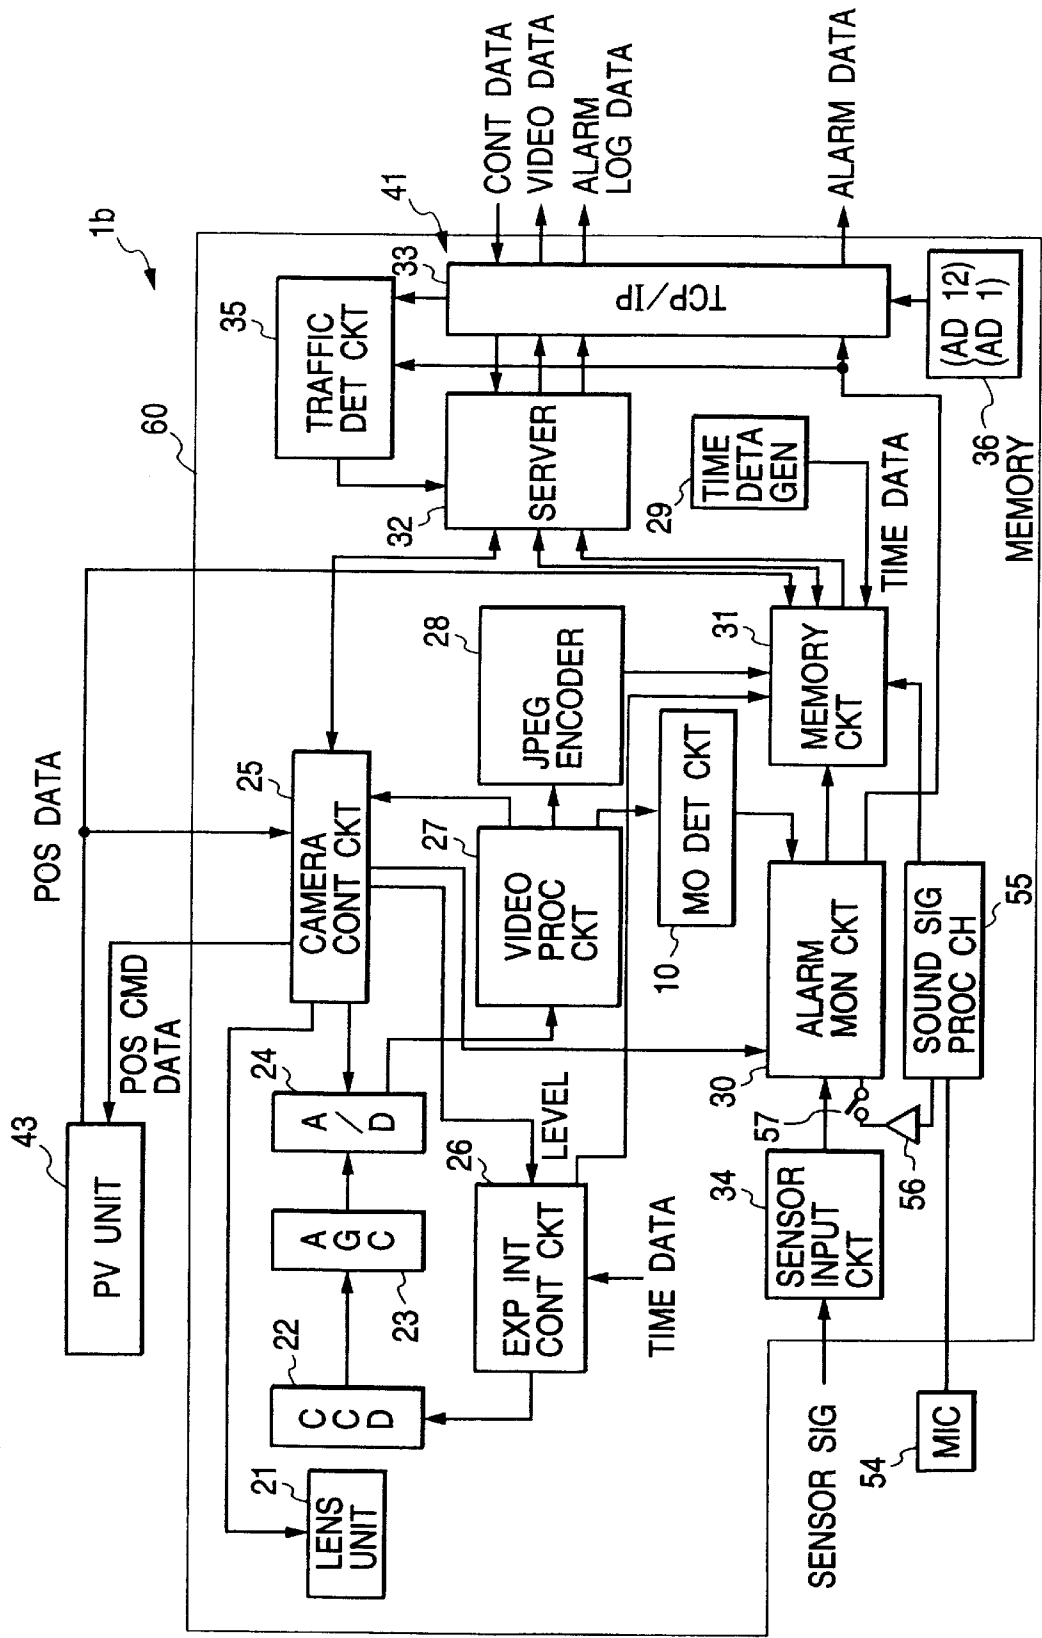 1b
60
43
PV UNIT
POS DATA
POS CMD
DATA
21
LENS
UNIT
22
C
C
D
23
A
G
C
24
A
/
D
25
CAMERA
CONT CKT
35
TRAFFIC
DET CKT
41
33
TCP/IP
CONT DATA
VIDEO DATA
ALARM
LOG DATA
ALARM DATA
26
EXP INT
CONT CKT
LEVEL
TIME DATA
27
VIDEO
PROC
CKT
28
JPEG
ENCODER
32
SERVER
10
MO DET CKT
29
TIME
DETA
GEN
TIME DATA
34
SENSOR
INPUT
CKT
SENSOR SIG
57
30
ALARM
MON CKT
31
MEMORY
CKT
56
54
MIC
SOUND SIG
PROC CH
55
(AD 12)
(AD 1)
36
MEMORY